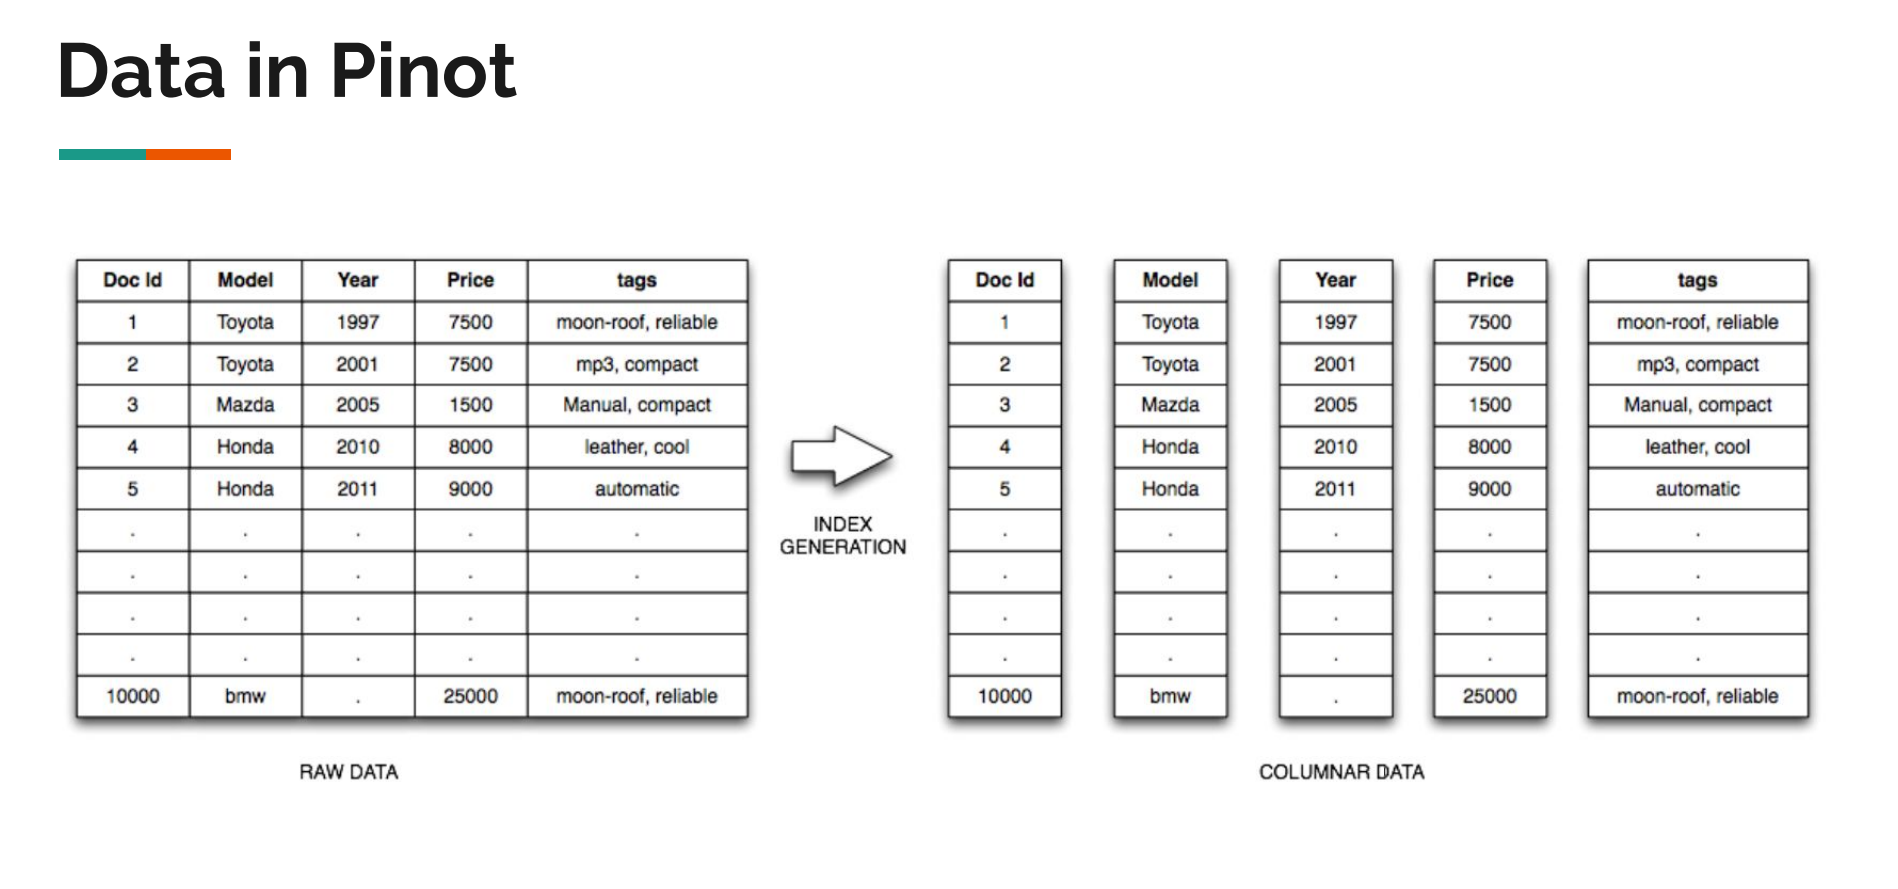 Data in Pinot
Doc Id Model Year Price tags
1 Toyota 1997 7500 moon-roof, reliable
2 Toyota 2001 7500 mp3, compact
3 Mazda 2005 1500 Manual, compact
4 Honda 2010 8000 leather, cool
5 Honda 2011 9000 automatic
. . . . .
. . . . .
. . . . .
. . . . .
10000 bmw . 25000 moon-roof, reliable
RAW DATA
INDEX
GENERATION
Doc Id Model Year Price tags
1 Toyota 1997 7500 moon-roof, reliable
2 Toyota 2001 7500 mp3, compact
3 Mazda 2005 1500 Manual, compact
4 Honda 2010 8000 leather, cool
5 Honda 2011 9000 automatic
. . . . .
. . . . .
. . . . .
. . . . .
10000 bmw . 25000 moon-roof, reliable
COLUMNAR DATA